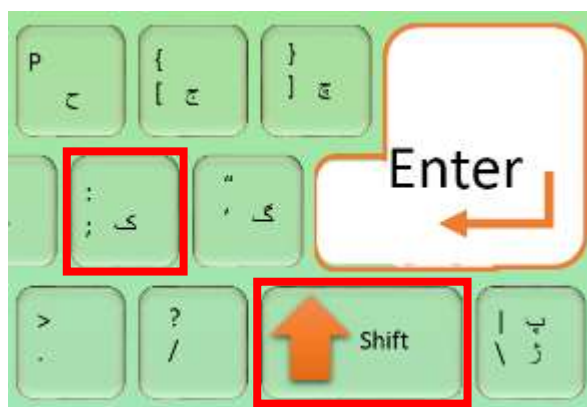 P ح
{ [ ج
} ] چ
Enter
: ; ک
" ' گ
> .
? /
Shift
| \ پ ژ